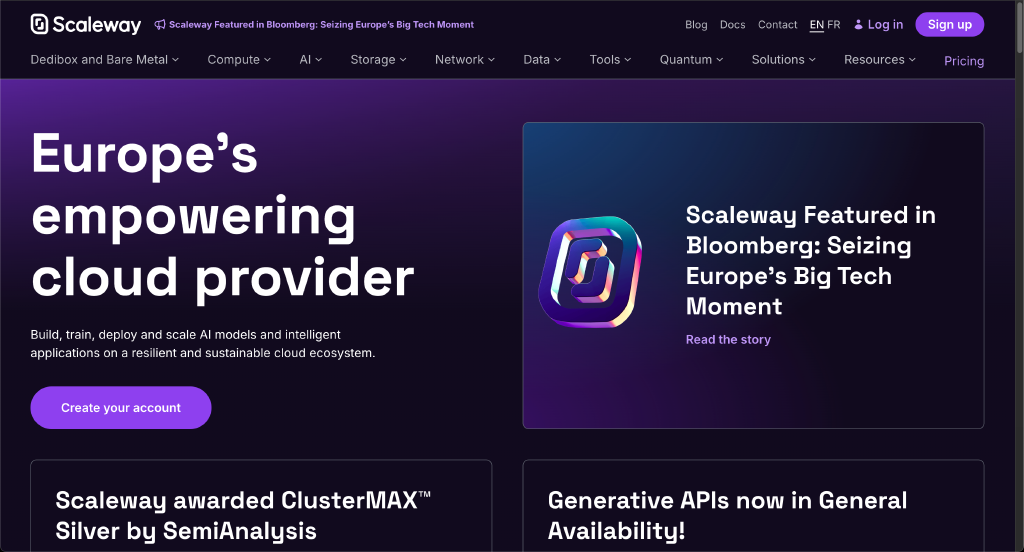 Scaleway
Scaleway Featured in Bloomberg: Seizing Europe's Big Tech Moment
Blog Docs Contact EN FR Log in Sign up
Dedibox and Bare Metal Compute AI Storage Network Data Tools Quantum Solutions Resources Pricing
Europe's
empowering
cloud provider
Build, train, deploy and scale AI models and intelligent
applications on a resilient and sustainable cloud ecosystem.
Create your account
Scaleway Featured in
Bloomberg: Seizing
Europe's Big Tech
Moment
Read the story
Scaleway awarded ClusterMAX™
Silver by SemiAnalysis
Generative APIs now in General
Availability!